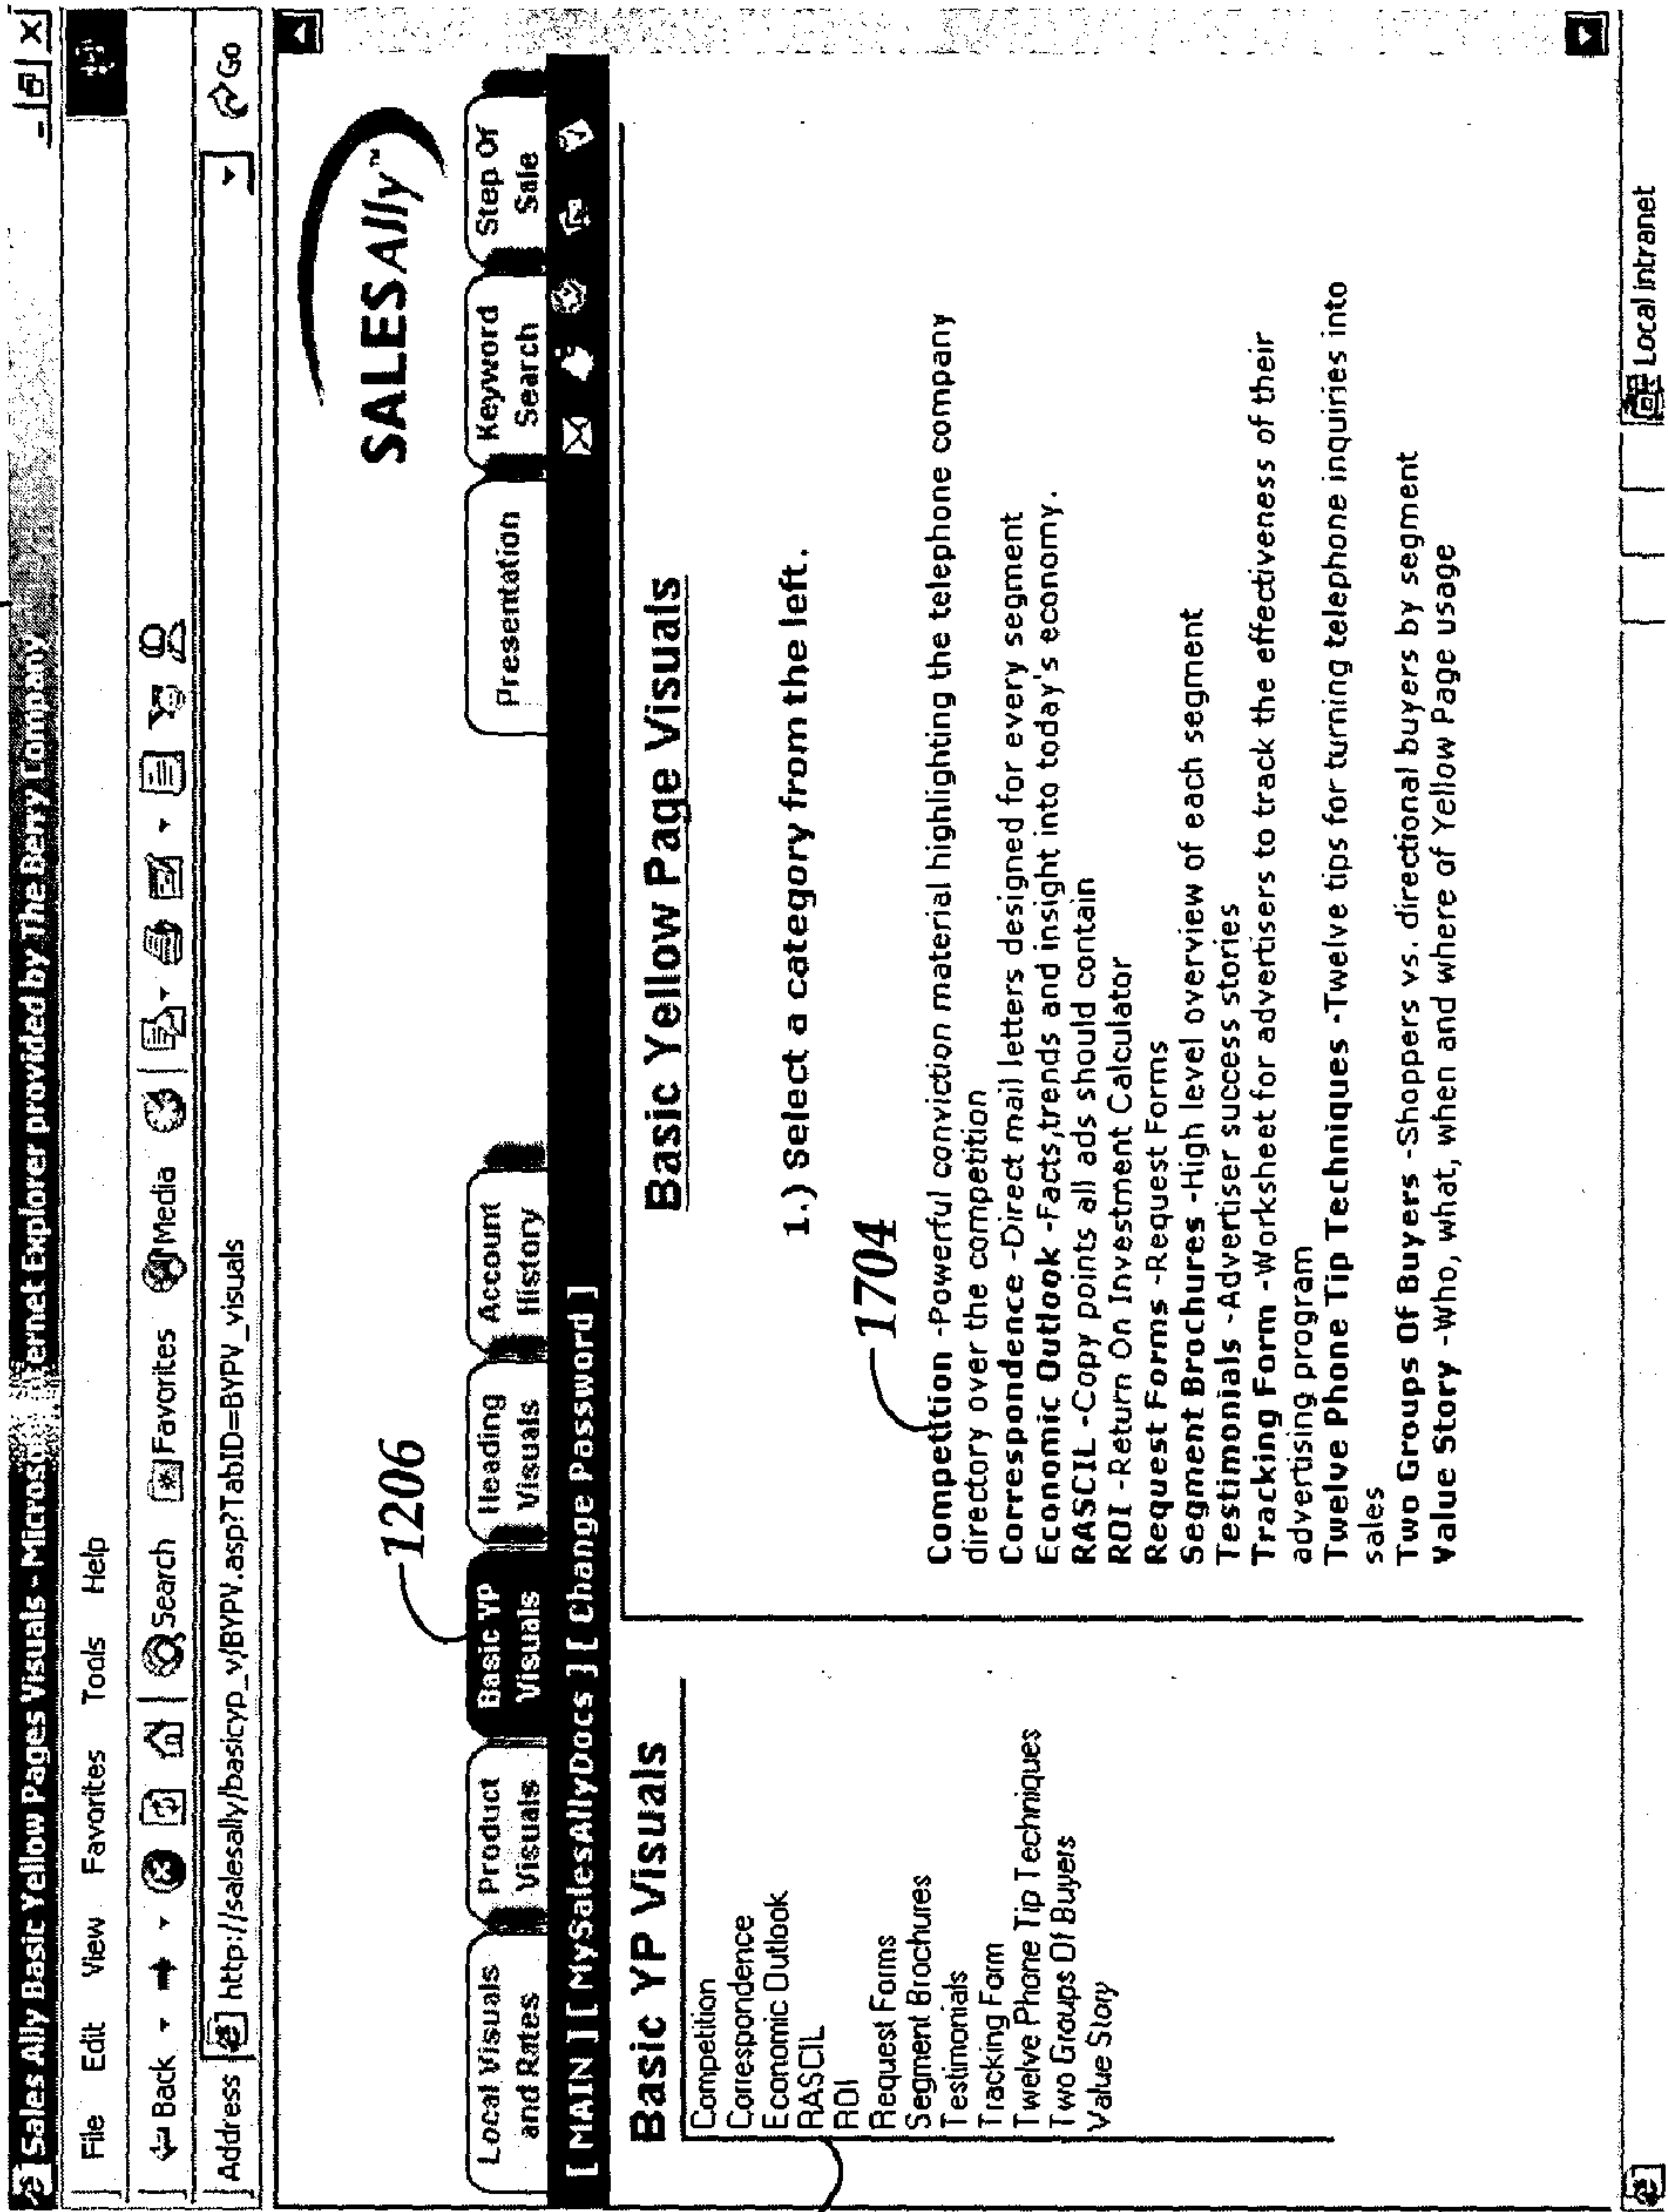 Sales Ally Basic Yellow Pages Visuals - Microsoft Internet Explorer provided by The Berry Company
File Edit View Favorites Tools Help
Back Search Favorites Media
Address http://salesally/basicyp_v/BYPV.asp?TabID=BYPV_visuals Go
SALESAlly™
1206
Local Visuals and Rates
Product Visuals
Basic YP Visuals
Heading Visuals
Account History
Presentation
Keyword Search
Step Of Sale
[ MAIN ] [ MySalesAllyDocs ] [ Change Password ]
Basic YP Visuals
Competition
Correspondence
Economic Outlook
RASCIL
ROI
Request Forms
Segment Brochures
Testimonials
Tracking Form
Twelve Phone Tip Techniques
Two Groups Of Buyers
Value Story
Basic Yellow Page Visuals
1.) Select a category from the left.
1704
Competition -Powerful conviction material highlighting the telephone company
directory over the competition
Correspondence -Direct mail letters designed for every segment
Economic Outlook -Facts,trends and insight into today's economy.
RASCIL -Copy points all ads should contain
ROI -Return On Investment Calculator
Request Forms -Request Forms
Segment Brochures -High level overview of each segment
Testimonials -Advertiser success stories
Tracking Form -Worksheet for advertisers to track the effectiveness of their
advertising program
Twelve Phone Tip Techniques -Twelve tips for turning telephone inquiries into
sales
Two Groups Of Buyers -Shoppers vs. directional buyers by segment
Value Story -Who, what, when and where of Yellow Page usage
Local intranet